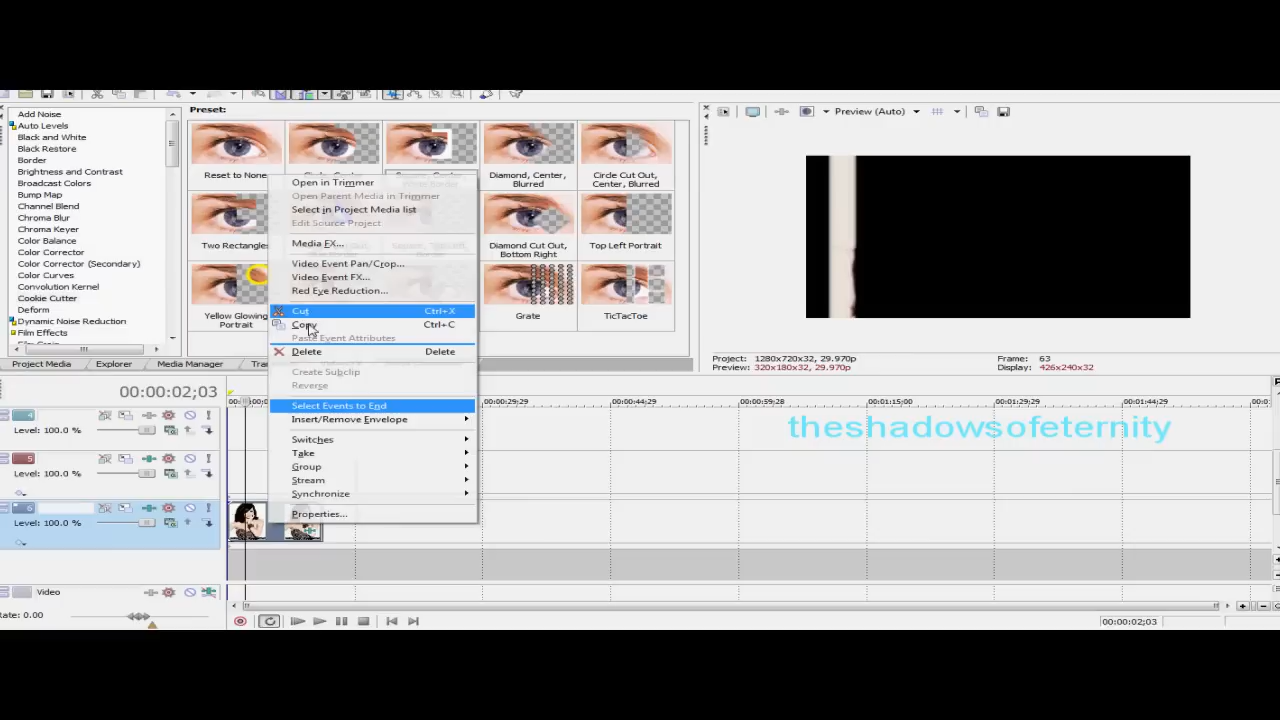 Preset:
Add Noise
Auto Levels
Black and White
Black Restore
Border
Brightness and Contrast
Broadcast Colors
Bump Map
Channel Blend
Chroma Blur
Chroma Keyer
Color Balance
Color Corrector
Color Corrector (Secondary)
Color Curves
Convolution Kernel
Cookie Cutter
Deform
Dynamic Noise Reduction
Film Effects
Reset to None
Diamond, Center, Blurred
Circle Cut Out, Center, Blurred
Two Rectangles
Diamond Cut Out, Bottom Right
Top Left Portrait
Yellow Glowing Portrait
Grate
TicTacToe
Open in Trimmer
Open Parent Media in Trimmer
Select in Project Media list
Edit Source Project
Media FX...
Video Event Pan/Crop...
Video Event FX...
Red Eye Reduction...
Cut Ctrl+X
Copy Ctrl+C
Paste Event Attributes
Delete Delete
Create Subclip
Reverse
Select Events to End
Insert/Remove Envelope
Switches
Take
Group
Stream
Synchronize
Properties...
Preview (Auto)
Project: 1280x720x32, 29.970p
Preview: 320x180x32, 29.970p
Frame: 63
Display: 426x240x32
Project Media Explorer Media Manager
00:00:02;03
00:00:29;29 00:00:44;29 00:00:59;28 00:01:15;00 00:01:29;29 00:01:44;29
4
Level: 100.0 %
5
Level: 100.0 %
6
Level: 100.0 %
theshadowsofeternity
Video
Rate: 0.00
00:00:02;03